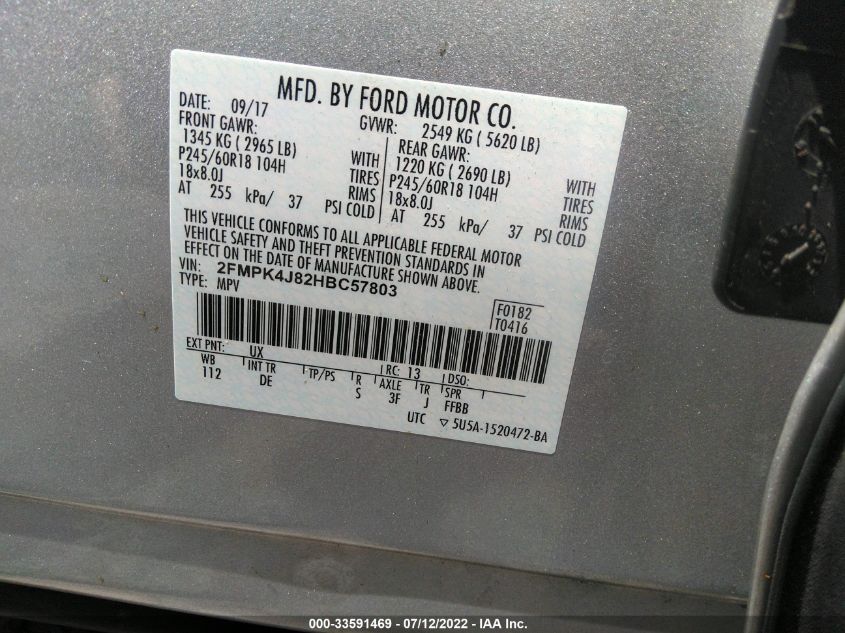 MFD. BY FORD MOTOR CO.
DATE: 09/17 GVWR: 2549 KG ( 5620 LB)
FRONT GAWR: REAR GAWR:
1345 KG ( 2965 LB) WITH 1220 KG ( 2690 LB) WITH
P245/60R18 104H TIRES P245/60R18 104H TIRES
18x8.0J RIMS 18x8.0J RIMS
AT 255 kPa/ 37 PSI COLD AT 255 kPa/ 37 PSI COLD
THIS VEHICLE CONFORMS TO ALL APPLICABLE FEDERAL MOTOR
VEHICLE SAFETY AND THEFT PREVENTION STANDARDS IN
EFFECT ON THE DATE OF MANUFACTURE SHOWN ABOVE.
VIN: 2FMPK4J82HBC57803
TYPE: MPV
F0182
T0416
EXT PNT: UX RC: 13 DSO:
WB INT TR TP/PS R AXLE TR SPR
112 DE S 3F J FFBB
UTC ▽ 5U5A-1520472-BA
000-33591469 - 07/12/2022 - IAA Inc.